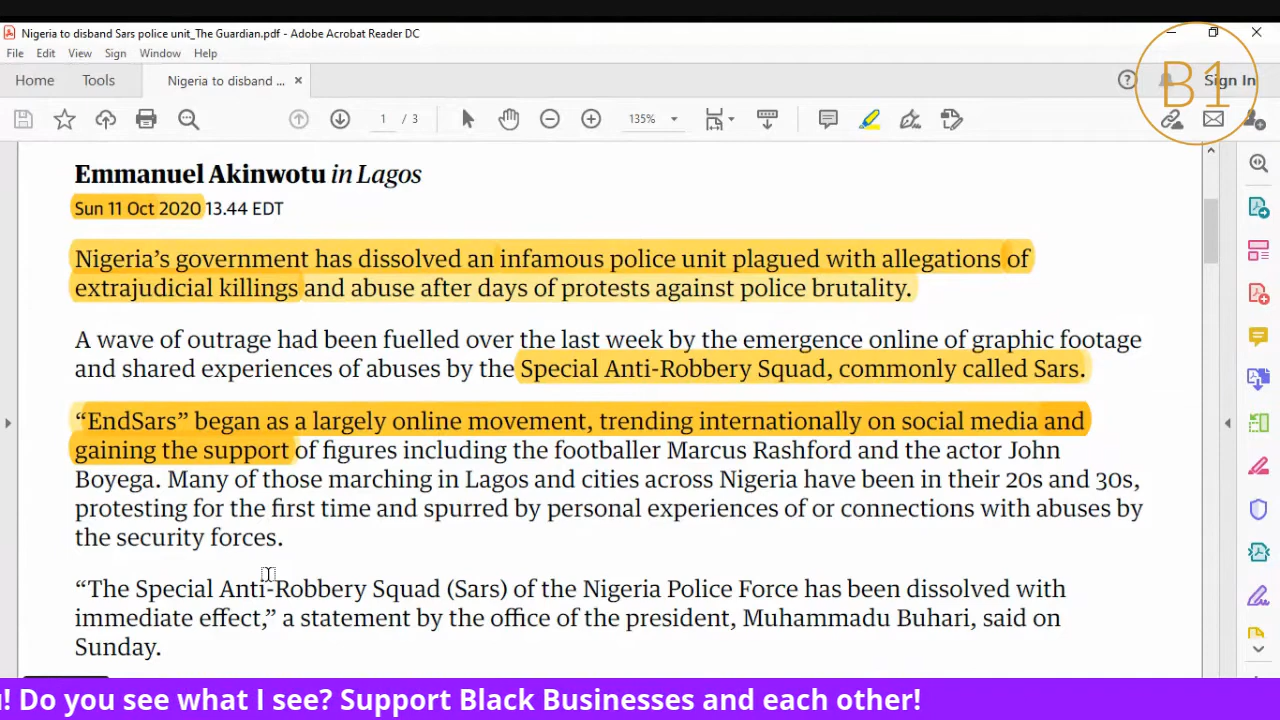 Nigeria to disband Sars police unit_The Guardian.pdf - Adobe Acrobat Reader DC
File Edit View Sign Window Help
Home Tools Nigeria to disband ... × Sign In
B1
1 / 3 135%
Emmanuel Akinwotu in Lagos
Sun 11 Oct 2020 13.44 EDT
Nigeria’s government has dissolved an infamous police unit plagued with allegations of
extrajudicial killings and abuse after days of protests against police brutality.
A wave of outrage had been fuelled over the last week by the emergence online of graphic footage
and shared experiences of abuses by the Special Anti-Robbery Squad, commonly called Sars.
“EndSars” began as a largely online movement, trending internationally on social media and
gaining the support of figures including the footballer Marcus Rashford and the actor John
Boyega. Many of those marching in Lagos and cities across Nigeria have been in their 20s and 30s,
protesting for the first time and spurred by personal experiences of or connections with abuses by
the security forces.
“The Special Anti-Robbery Squad (Sars) of the Nigeria Police Force has been dissolved with
immediate effect,” a statement by the office of the president, Muhammadu Buhari, said on
Sunday.
! Do you see what I see? Support Black Businesses and each other!